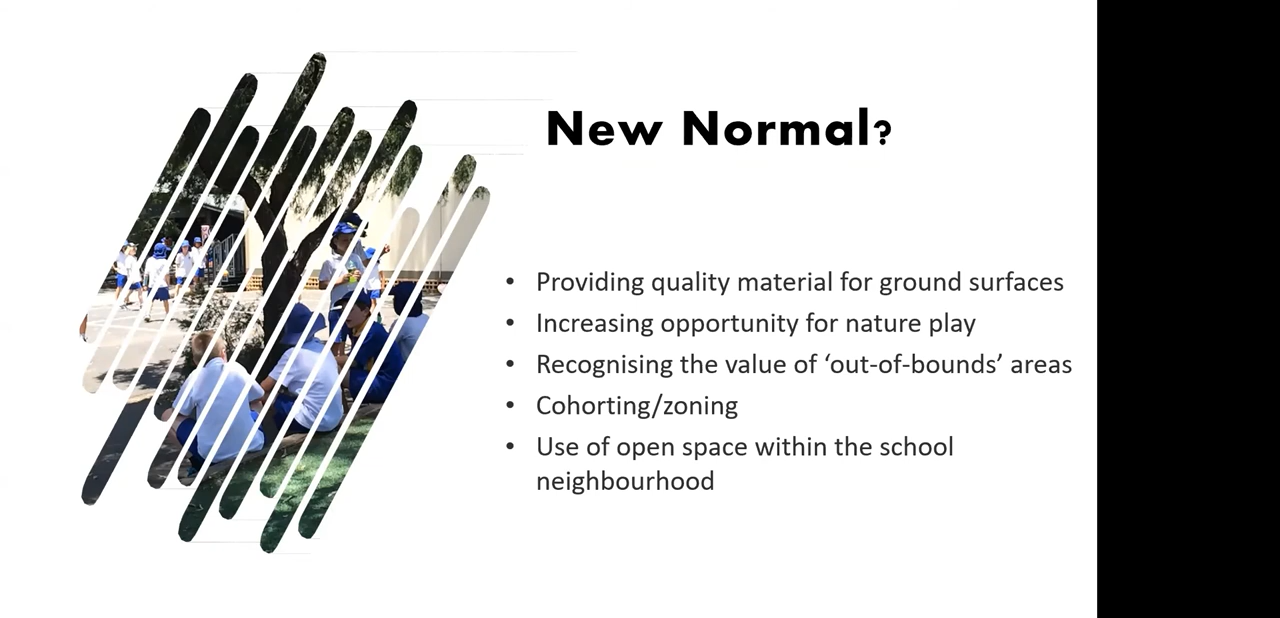 New Normal?
• Providing quality material for ground surfaces
• Increasing opportunity for nature play
• Recognising the value of ‘out-of-bounds’ areas
• Cohorting/zoning
• Use of open space within the school
neighbourhood